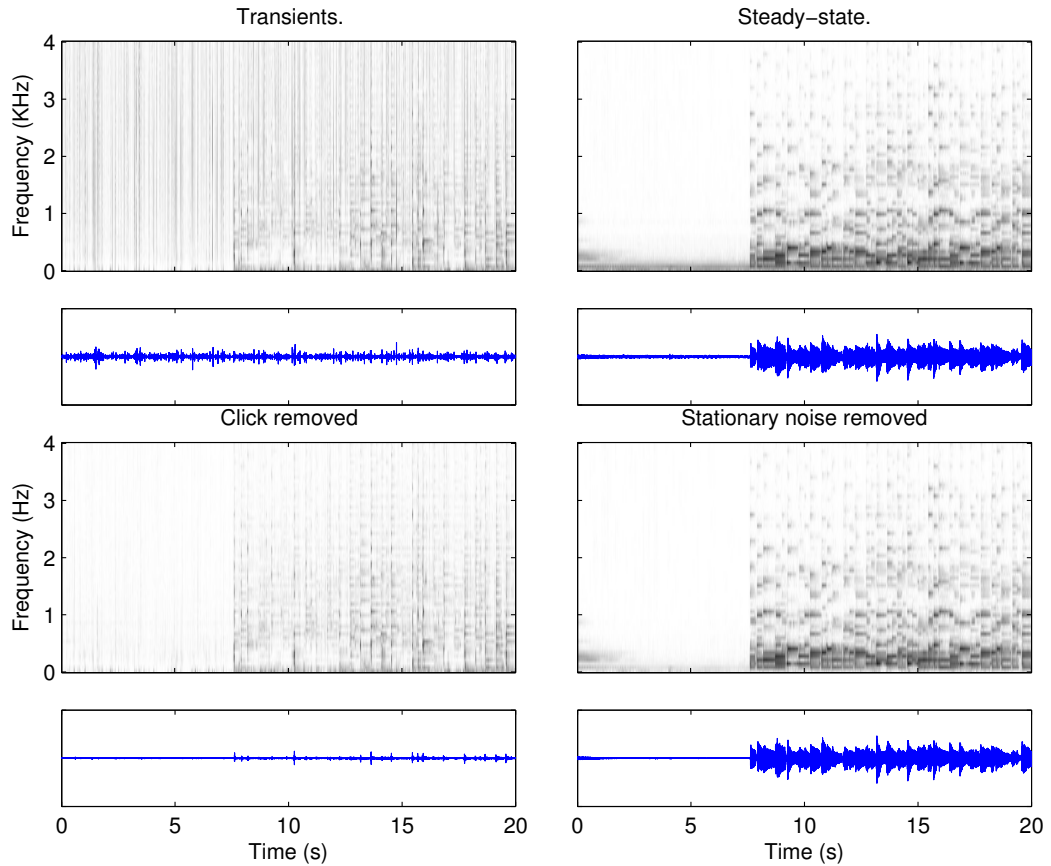 Transients.
Steady−state.
Frequency (KHz)
4
3
2
1
0
Click removed
Stationary noise removed
Frequency (Hz)
4
3
2
1
0
0
5
10
15
20
0
5
10
15
20
Time (s)
Time (s)